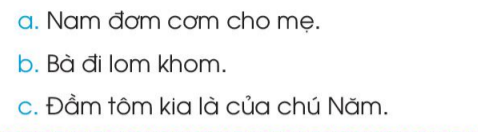 a. Nam đơm cơm cho mẹ.
b. Bà đi lom khom.
c. Đầm tôm kia là của chú Năm.